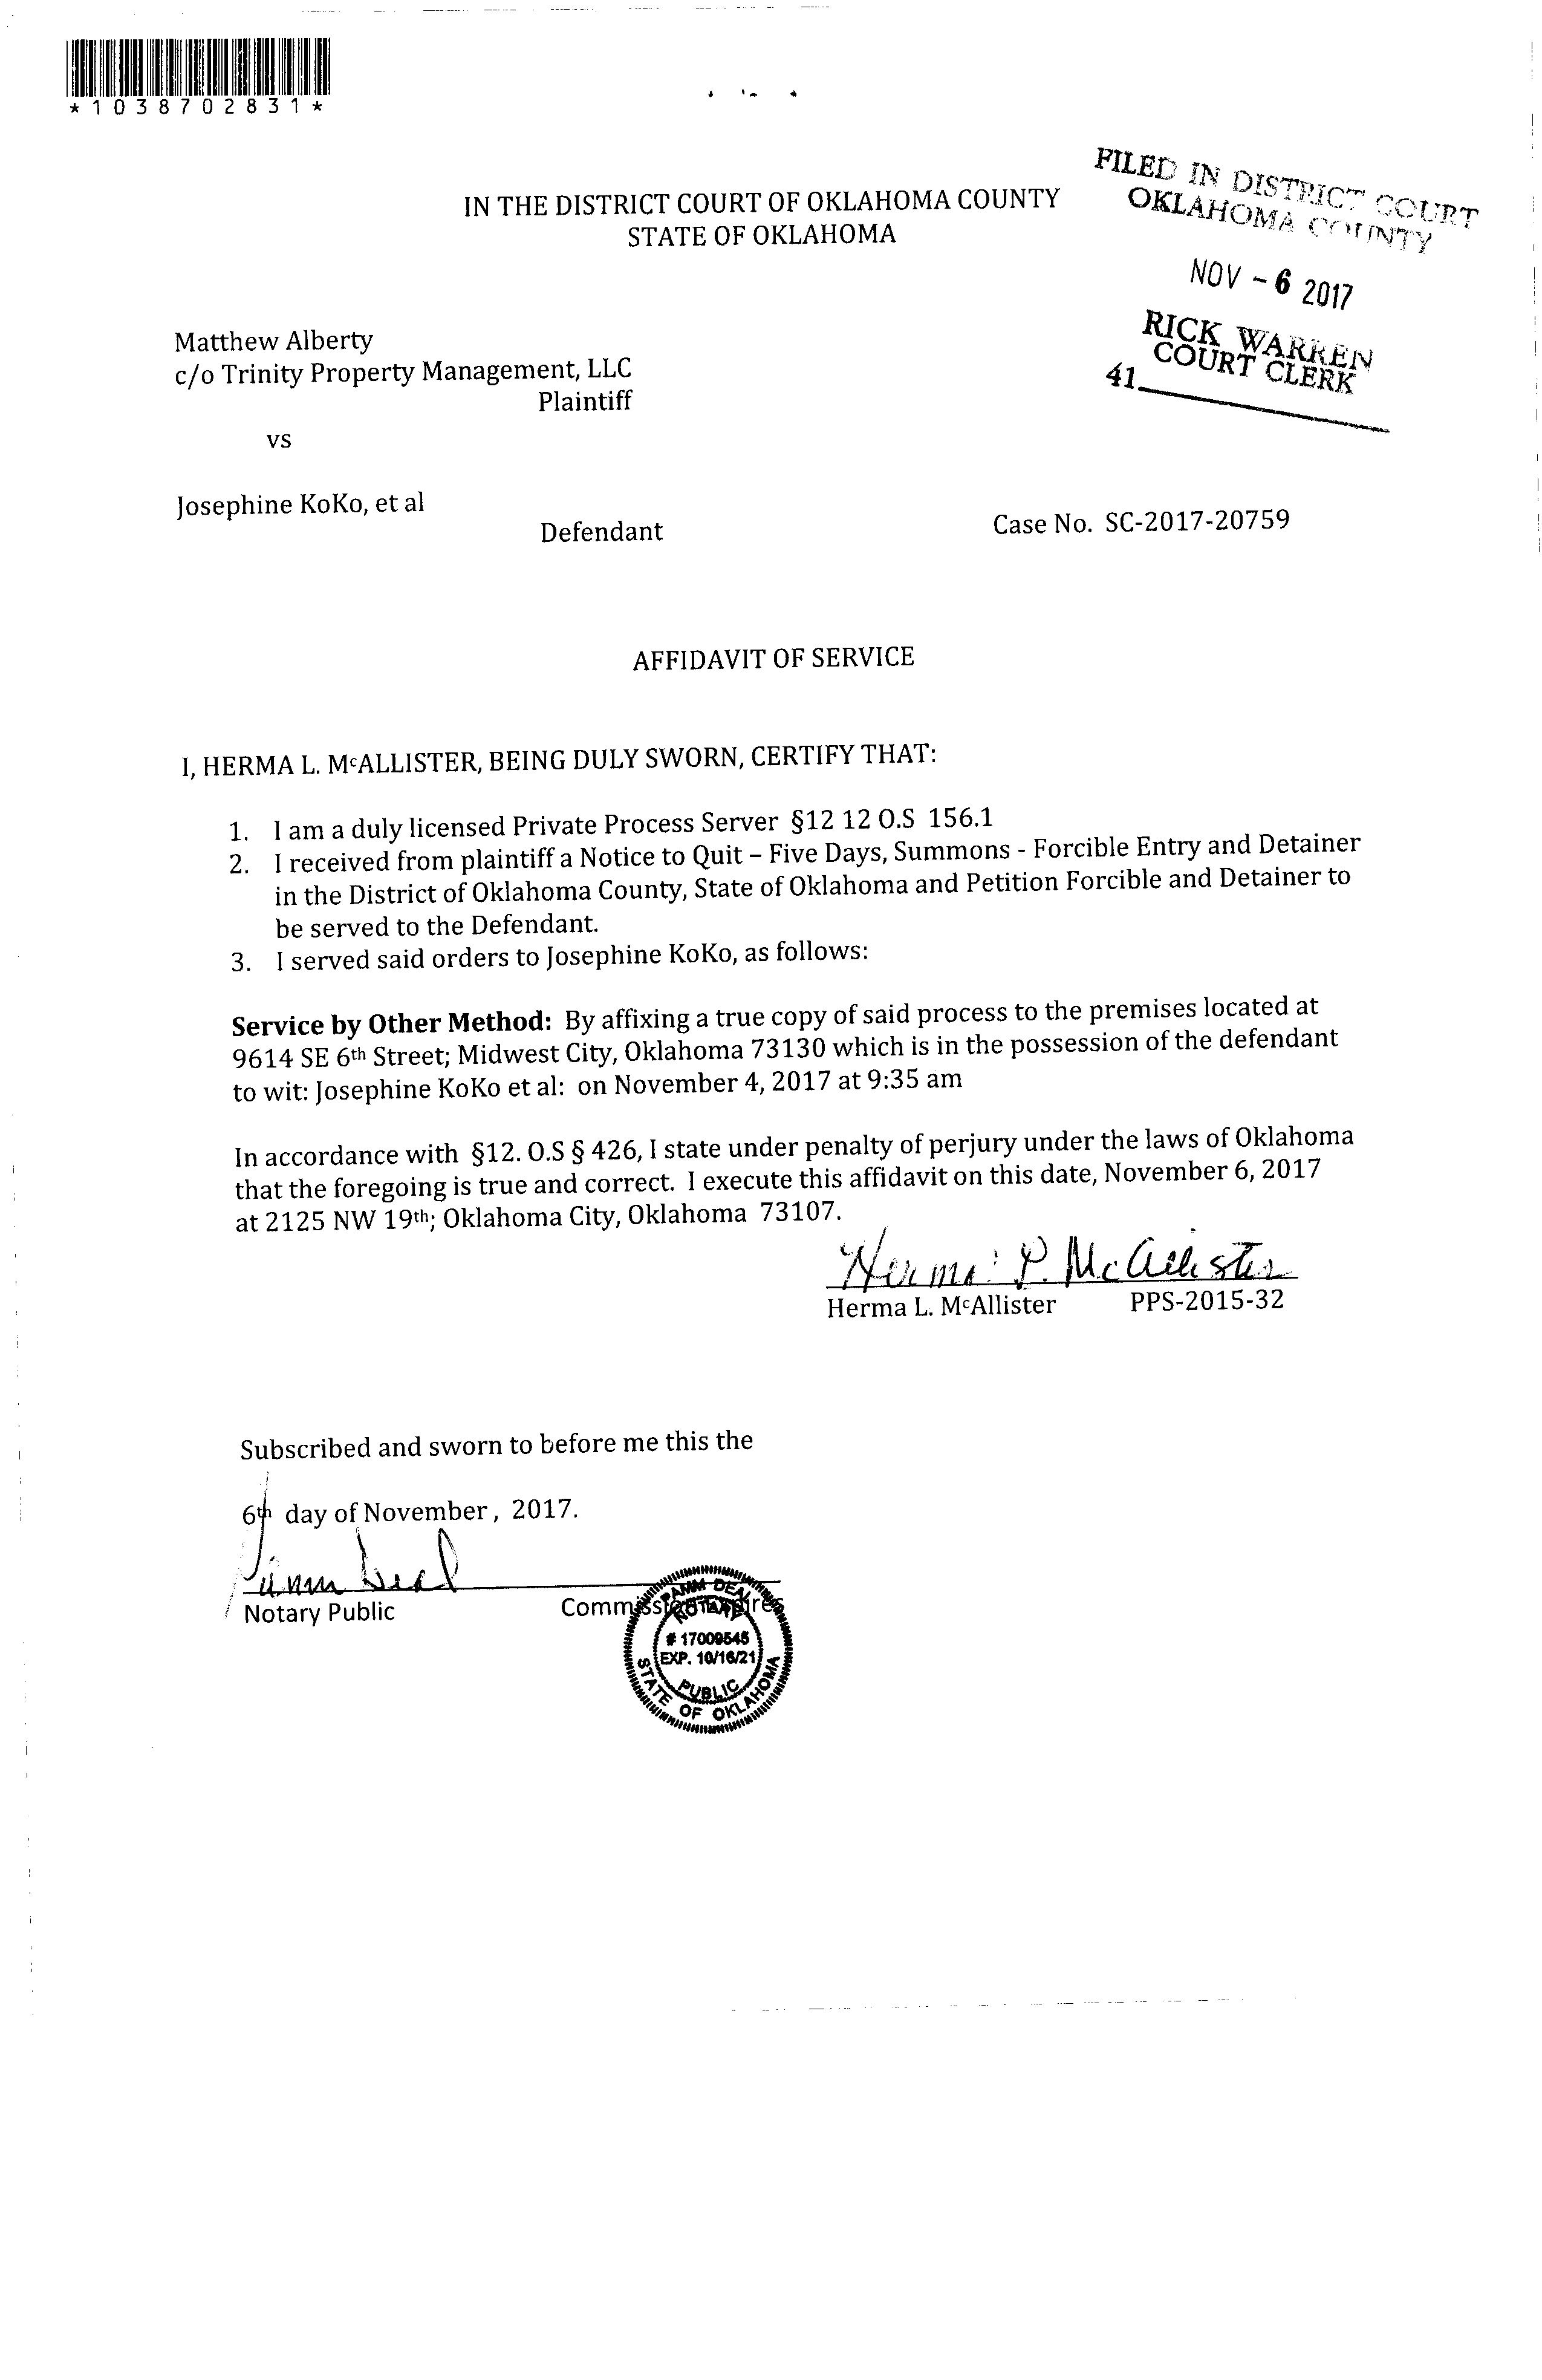 *1038702831*
FILED IN DISTRICT COURT
OKLAHOMA COUNTY
NOV - 6 2017
RICK WARREN
COURT CLERK
41
IN THE DISTRICT COURT OF OKLAHOMA COUNTY
STATE OF OKLAHOMA
Matthew Alberty
c/o Trinity Property Management, LLC
Plaintiff
vs
Josephine KoKo, et al
Defendant
Case No. SC-2017-20759
AFFIDAVIT OF SERVICE
I, HERMA L. McALLISTER, BEING DULY SWORN, CERTIFY THAT:
1. I am a duly licensed Private Process Server §12 12 O.S 156.1
2. I received from plaintiff a Notice to Quit – Five Days, Summons - Forcible Entry and Detainer
in the District of Oklahoma County, State of Oklahoma and Petition Forcible and Detainer to
be served to the Defendant.
3. I served said orders to Josephine KoKo, as follows:
Service by Other Method: By affixing a true copy of said process to the premises located at
9614 SE 6th Street; Midwest City, Oklahoma 73130 which is in the possession of the defendant
to wit: Josephine KoKo et al: on November 4, 2017 at 9:35 am
In accordance with §12. O.S § 426, I state under penalty of perjury under the laws of Oklahoma
that the foregoing is true and correct. I execute this affidavit on this date, November 6, 2017
at 2125 NW 19th; Oklahoma City, Oklahoma 73107.
Herma L. McAllister
Herma L. McAllister PPS-2015-32
Subscribed and sworn to before me this the
6th day of November, 2017.
Pamm Deal
Notary Public Commission Expires
PAMM DEAL
NOTARY
# 17009545
EXP. 10/16/21
PUBLIC
STATE OF OKLAHOMA